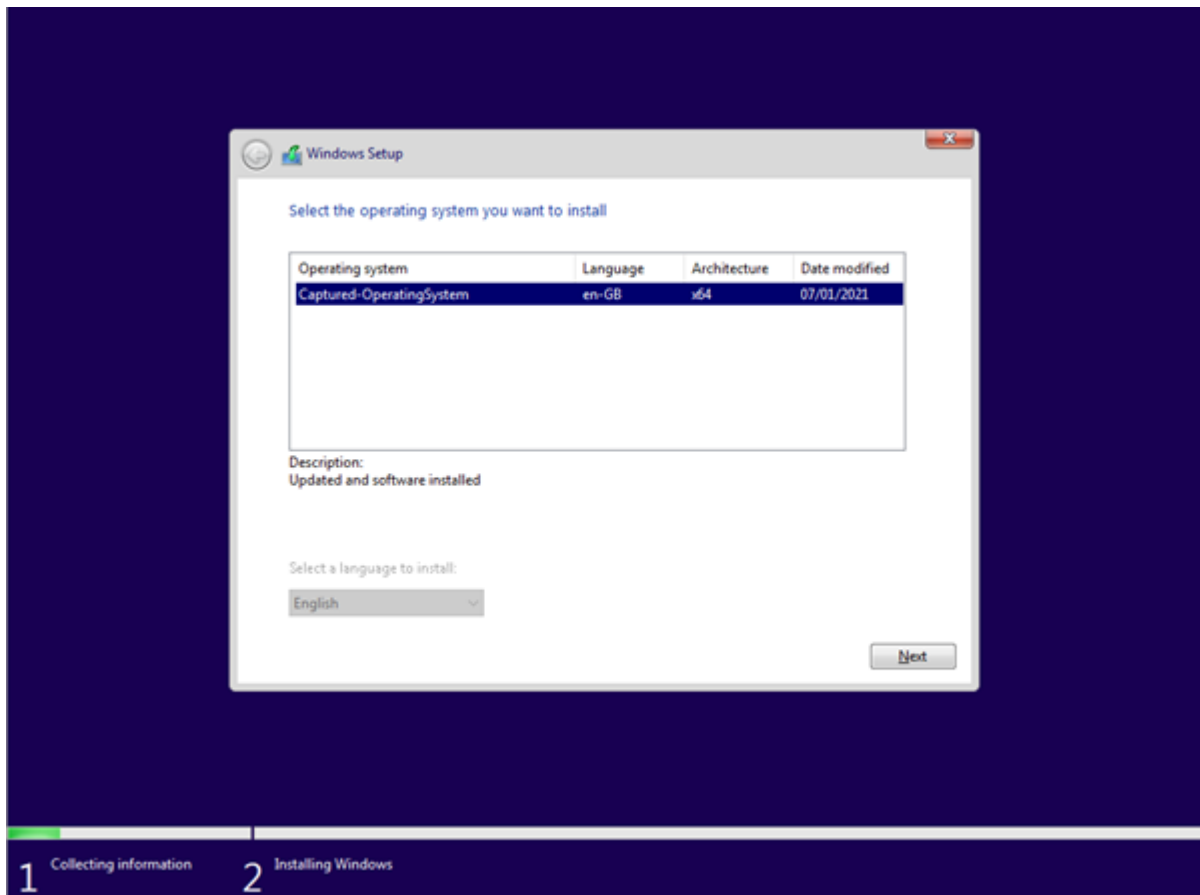 Windows Setup
Select the operating system you want to install
Operating system Language Architecture Date modified
Captured-OperatingSystem en-GB x64 07/01/2021
Description:
Updated and software installed
Select a language to install:
English
Next
1 Collecting information 2 Installing Windows